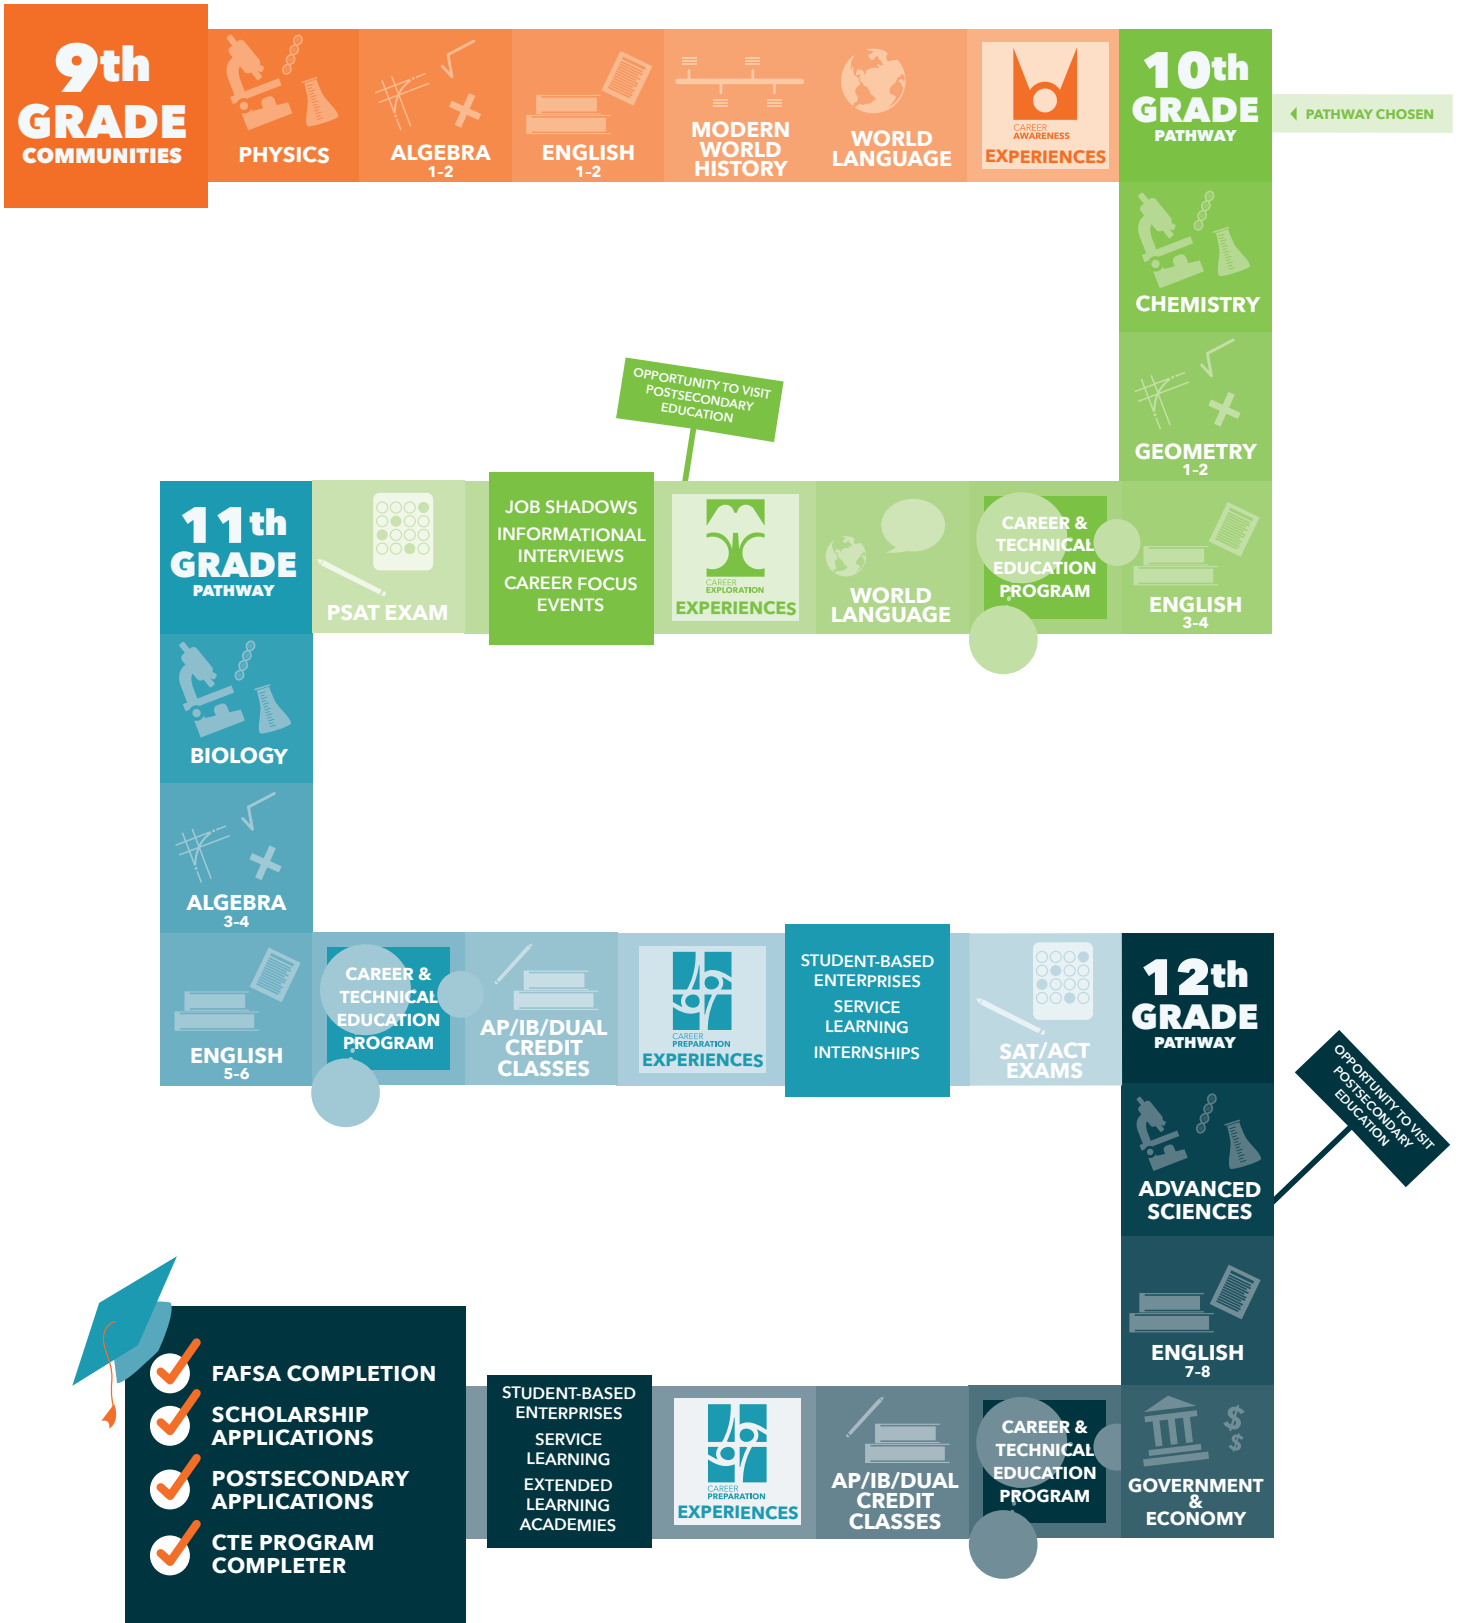 9th
GRADE
COMMUNITIES
PHYSICS
ALGEBRA
1-2
ENGLISH
1-2
MODERN
WORLD
HISTORY
WORLD
LANGUAGE
CAREER
AWARENESS
EXPERIENCES
10th
GRADE
PATHWAY
PATHWAY CHOSEN
CHEMISTRY
GEOMETRY
1-2
ENGLISH
3-4
CAREER &
TECHNICAL
EDUCATION
PROGRAM
WORLD
LANGUAGE
CAREER
EXPLORATION
EXPERIENCES
OPPORTUNITY TO VISIT
POSTSECONDARY
EDUCATION
JOB SHADOWS
INFORMATIONAL
INTERVIEWS
CAREER FOCUS
EVENTS
PSAT EXAM
11th
GRADE
PATHWAY
BIOLOGY
ALGEBRA
3-4
ENGLISH
5-6
CAREER &
TECHNICAL
EDUCATION
PROGRAM
AP/IB/DUAL
CREDIT
CLASSES
CAREER
PREPARATION
EXPERIENCES
STUDENT-BASED
ENTERPRISES
SERVICE
LEARNING
INTERNSHIPS
SAT/ACT
EXAMS
12th
GRADE
PATHWAY
OPPORTUNITY TO VISIT
POSTSECONDARY
EDUCATION
ADVANCED
SCIENCES
ENGLISH
7-8
GOVERNMENT
&
ECONOMY
CAREER &
TECHNICAL
EDUCATION
PROGRAM
AP/IB/DUAL
CREDIT
CLASSES
CAREER
PREPARATION
EXPERIENCES
STUDENT-BASED
ENTERPRISES
SERVICE
LEARNING
EXTENDED
LEARNING
ACADEMIES
FAFSA COMPLETION
SCHOLARSHIP
APPLICATIONS
POSTSECONDARY
APPLICATIONS
CTE PROGRAM
COMPLETER